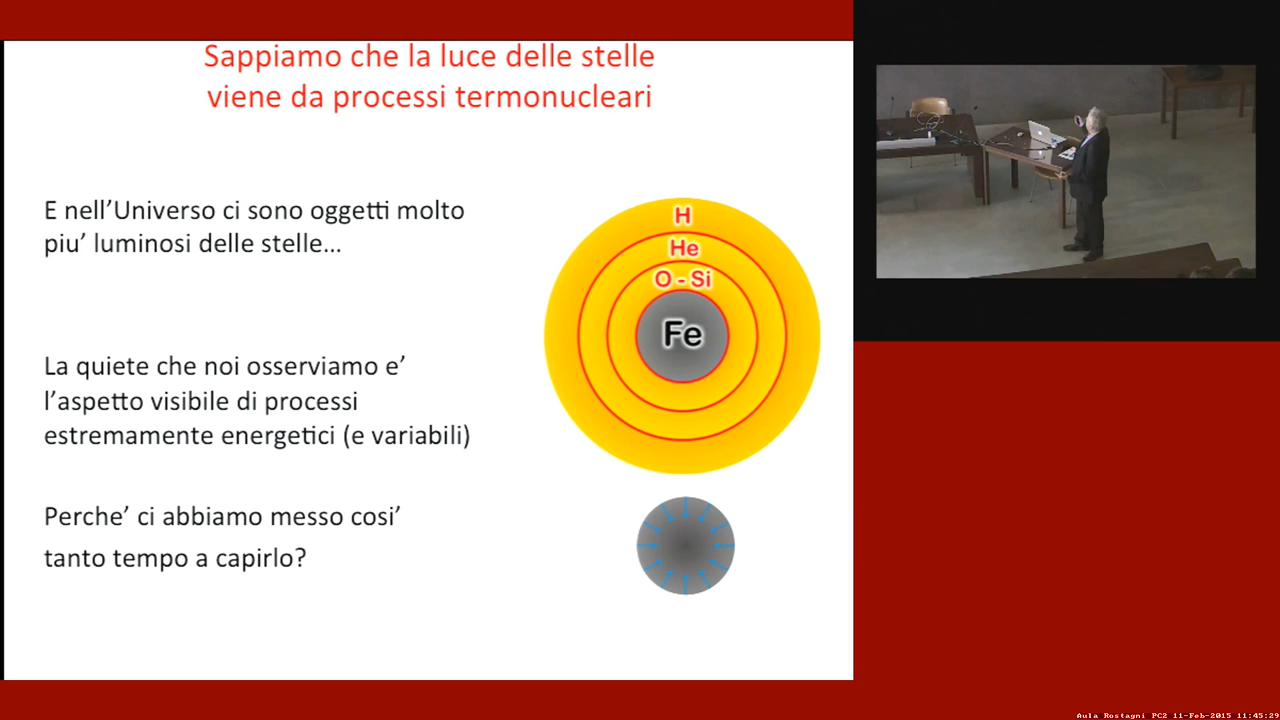 Sappiamo che la luce delle stelle
viene da processi termonucleari
E nell’Universo ci sono oggetti molto
piu’ luminosi delle stelle...
La quiete che noi osserviamo e’
l’aspetto visibile di processi
estremamente energetici (e variabili)
Perche’ ci abbiamo messo cosi’
tanto tempo a capirlo?
H
He
O - Si
Fe
Aula Rostagni PC2 11-Feb-2015 11:45:29